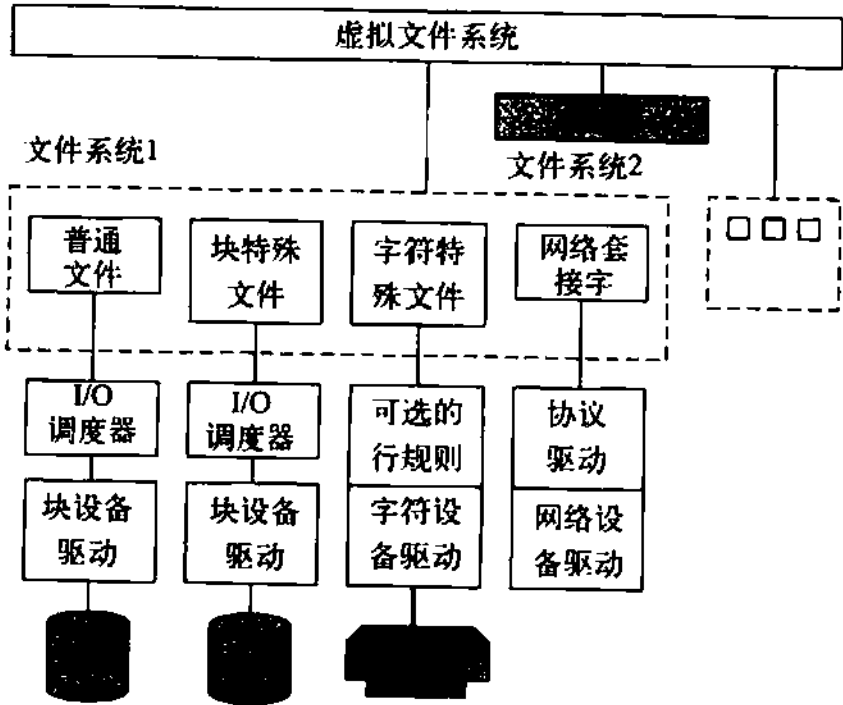 虚拟文件系统
文件系统1
文件系统2
普通
文件
块特殊
文件
字符特
殊文件
网络套
接字
I/O
调度器
I/O
调度器
可选的
行规则
协议
驱动
块设备
驱动
块设备
驱动
字符设
备驱动
网络设
备驱动